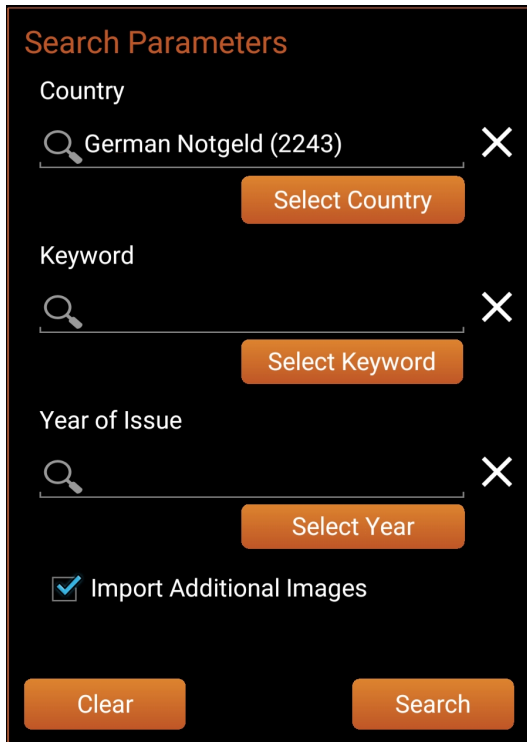 Search Parameters
Country
German Notgeld (2243)
Select Country
Keyword
Select Keyword
Year of Issue
Select Year
Import Additional Images
Clear
Search